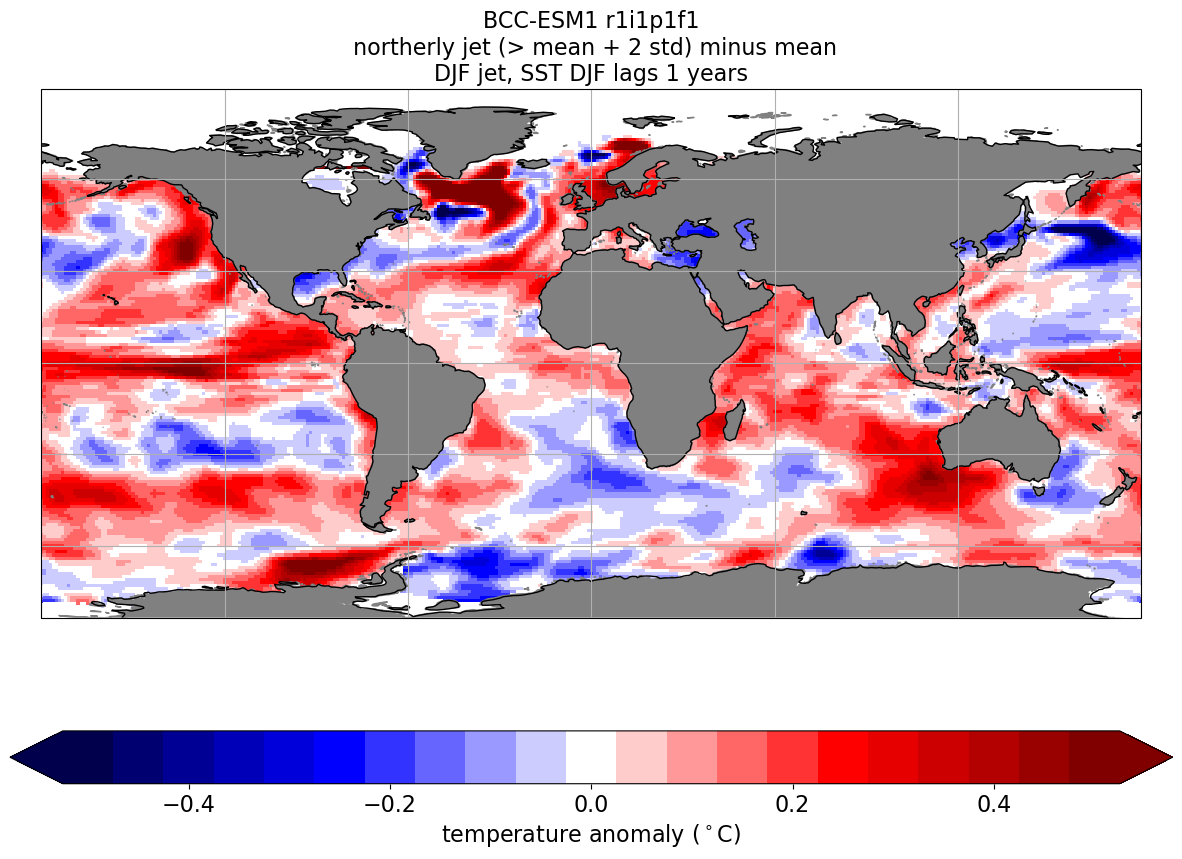 BCC-ESM1 r1i1p1f1
northerly jet (> mean + 2 std) minus mean
DJF jet, SST DJF lags 1 years
−0.4 −0.2 0.0 0.2 0.4
temperature anomaly (°C)